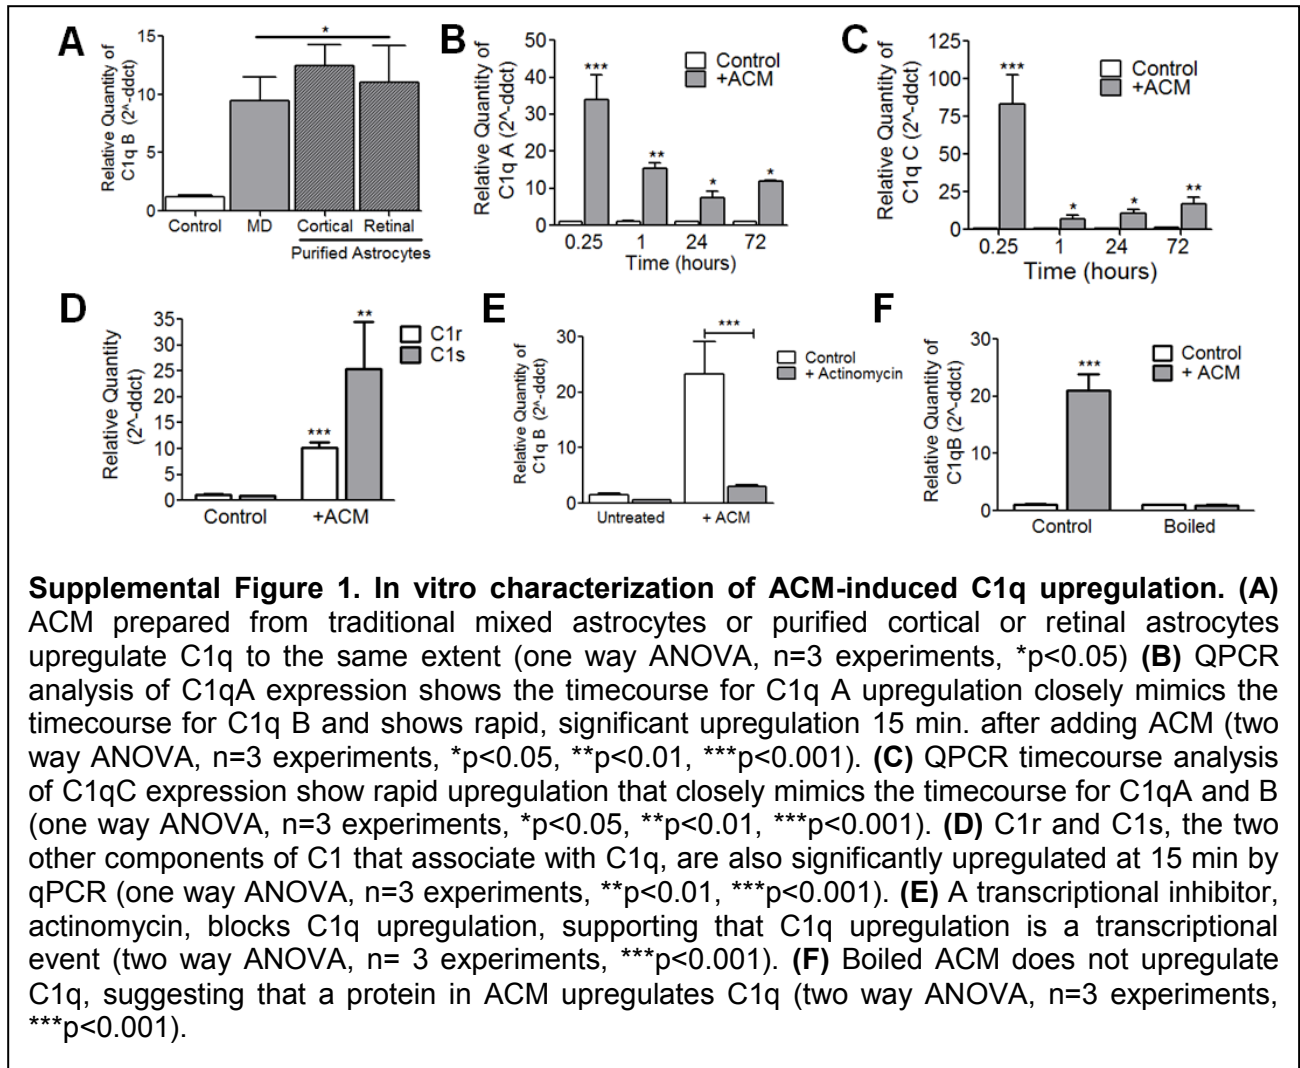 A
Relative Quantity of
C1q B (2^-ddct)
15
10
5
0
*
Control
MD
Cortical
Retinal
Purified Astrocytes
B
Relative Quantity of
C1q A (2^-ddct)
50
40
30
20
10
0
Control
+ACM
***
**
*
*
0.25
1
24
72
Time (hours)
C
Relative Quantity of
C1q C (2^-ddct)
125
100
75
50
25
0
Control
+ACM
***
*
*
**
0.25
1
24
72
Time (hours)
D
Relative Quantity
(2^-ddct)
35
30
25
20
15
10
5
0
C1r
C1s
***
**
Control
+ACM
E
Relative Quantity of
C1q B (2^-ddct)
30
20
10
0
***
Control
+ Actinomycin
Untreated
+ ACM
F
Relative Quantity of
C1qB (2^-ddct)
30
20
10
0
***
Control
+ ACM
Control
Boiled
Supplemental Figure 1. In vitro characterization of ACM-induced C1q upregulation. (A)
ACM prepared from traditional mixed astrocytes or purified cortical or retinal astrocytes
upregulate C1q to the same extent (one way ANOVA, n=3 experiments, *p<0.05) (B) QPCR
analysis of C1qA expression shows the timecourse for C1q A upregulation closely mimics the
timecourse for C1q B and shows rapid, significant upregulation 15 min. after adding ACM (two
way ANOVA, n=3 experiments, *p<0.05, **p<0.01, ***p<0.001). (C) QPCR timecourse analysis
of C1qC expression show rapid upregulation that closely mimics the timecourse for C1qA and B
(one way ANOVA, n=3 experiments, *p<0.05, **p<0.01, ***p<0.001). (D) C1r and C1s, the two
other components of C1 that associate with C1q, are also significantly upregulated at 15 min by
qPCR (one way ANOVA, n=3 experiments, **p<0.01, ***p<0.001). (E) A transcriptional inhibitor,
actinomycin, blocks C1q upregulation, supporting that C1q upregulation is a transcriptional
event (two way ANOVA, n= 3 experiments, ***p<0.001). (F) Boiled ACM does not upregulate
C1q, suggesting that a protein in ACM upregulates C1q (two way ANOVA, n=3 experiments,
***p<0.001).